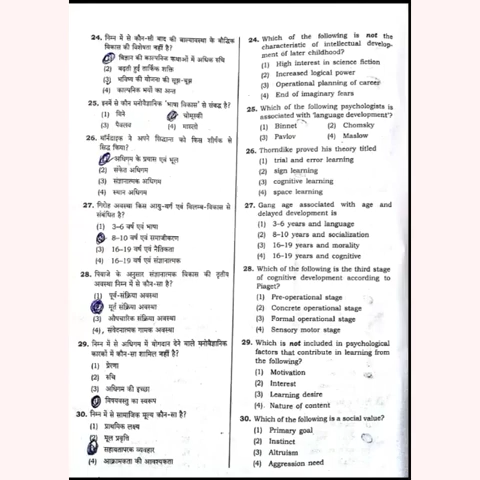 24. निम्न में से कौन-सी बाद की बाल्यावस्था के बौद्धिक
विकास की विशेषता नहीं है?
(1) विज्ञान की काल्पनिक कथाओं में अधिक रुचि
(2) बढ़ती हुई तार्किक शक्ति
(3) भविष्य की योजना की सूझ-बूझ
(4) काल्पनिक भयों का अन्त
25. इनमें से कौन मनोवैज्ञानिक 'भाषा विकास' से संबद्ध है?
(1) बिने
(2) चोम्स्की
(3) पैवलव
(4) मास्लो
26. थॉर्नडाइक ने अपने सिद्धान्त को किस शीर्षक से
सिद्ध किया?
(1) अधिगम के प्रयास एवं भूल
(2) संकेत अधिगम
(3) संज्ञानात्मक अधिगम
(4) स्थान अधिगम
27. गिरोह अवस्था किस आयु-वर्ग एवं विलम्ब-विकास से
संबंधित है?
(1) 3-6 वर्ष एवं भाषा
(2) 8-10 वर्ष एवं समाजीकरण
(3) 16-19 वर्ष एवं नैतिकता
(4) 16-19 वर्ष एवं संज्ञानात्मक
28. पियाजे के अनुसार संज्ञानात्मक विकास की तृतीय
अवस्था निम्न में से कौन-सा है?
(1) पूर्व-संक्रिया अवस्था
(2) मूर्त संक्रिया अवस्था
(3) औपचारिक संक्रिया अवस्था
(4) संवेदनात्मक गामक अवस्था
29. निम्न में से अधिगम में योगदान देने वाले मनोवैज्ञानिक
कारकों में कौन-सा शामिल नहीं है?
(1) प्रेरणा
(2) रुचि
(3) अधिगम की इच्छा
(4) विषयवस्तु का स्वरूप
30. निम्न में से सामाजिक मूल्य कौन-सा है?
(1) प्राथमिक लक्ष्य
(2) मूल प्रवृत्ति
(3) सहायतापरक व्यवहार
(4) आक्रामकता की आवश्यकता
24. Which of the following is not the
characteristic of intellectual develop-
ment of later childhood?
(1) High interest in science fiction
(2) Increased logical power
(3) Operational planning of career
(4) End of imaginary fears
25. Which of the following psychologists is
associated with 'language development'?
(1) Binnet
(2) Chomsky
(3) Pavlov
(4) Maslow
26. Thorndike proved his theory titled
(1) trial and error learning
(2) sign learning
(3) cognitive learning
(4) space learning
27. Gang age associated with age and
delayed development is
(1) 3-6 years and language
(2) 8-10 years and socialization
(3) 16-19 years and morality
(4) 16-19 years and cognitive
28. Which of the following is the third stage
of cognitive development according to
Piaget?
(1) Pre-operational stage
(2) Concrete operational stage
(3) Formal operational stage
(4) Sensory motor stage
29. Which is not included in psychological
factors that contribute in learning from
the following?
(1) Motivation
(2) Interest
(3) Learning desire
(4) Nature of content
30. Which of the following is a social value?
(1) Primary goal
(2) Instinct
(3) Altruism
(4) Aggression need